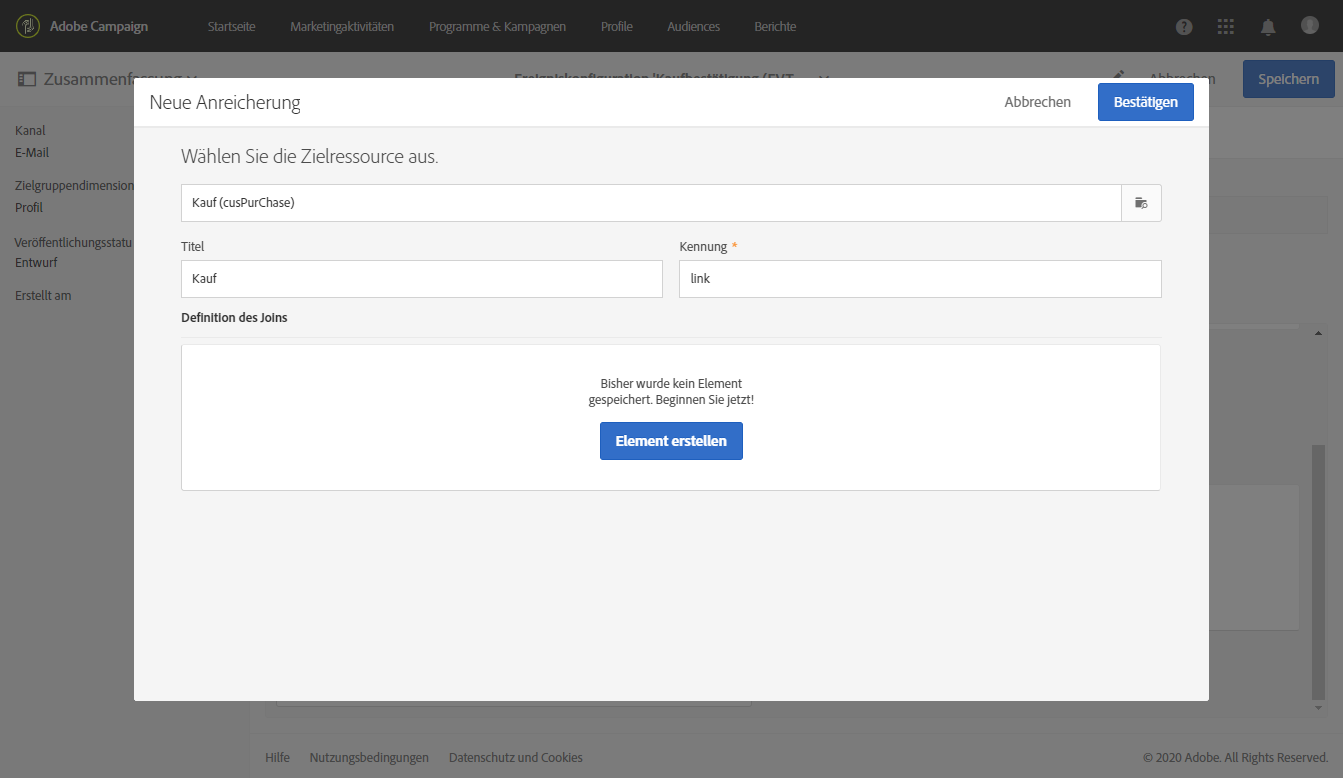 Adobe Campaign
Startseite
Marketingaktivitäten
Programme & Kampagnen
Profile
Audiences
Berichte
Zusammenfassung
Abbrechen
Speichern
Kanal
E-Mail
Zielgruppendimension
Profil
Veröffentlichungsstatu
Entwurf
Erstellt am
Neue Anreicherung
Abbrechen
Bestätigen
Wählen Sie die Zielressource aus.
Kauf (cusPurChase)
Titel
Kennung *
Kauf
link
Definition des Joins
Bisher wurde kein Element
gespeichert. Beginnen Sie jetzt!
Element erstellen
Hilfe
Nutzungsbedingungen
Datenschutz und Cookies
© 2020 Adobe. All Rights Reserved.